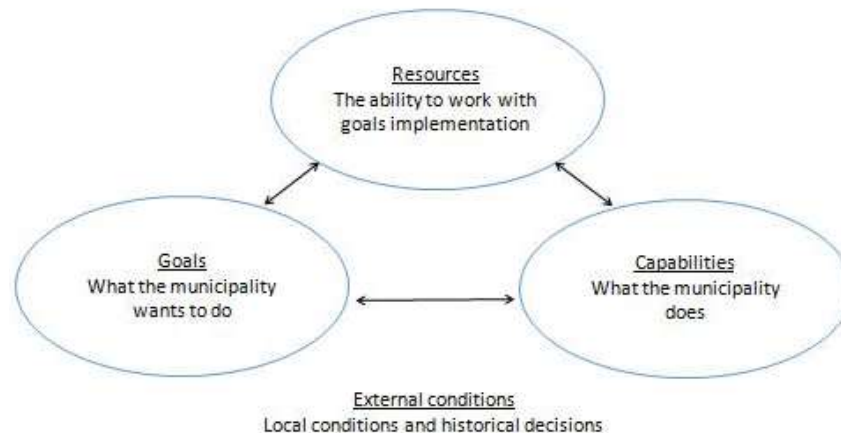 Resources
The ability to work with
goals implementation
Goals
What the municipality
wants to do
Capabilities
What the municipality
does
External conditions
Local conditions and historical decisions